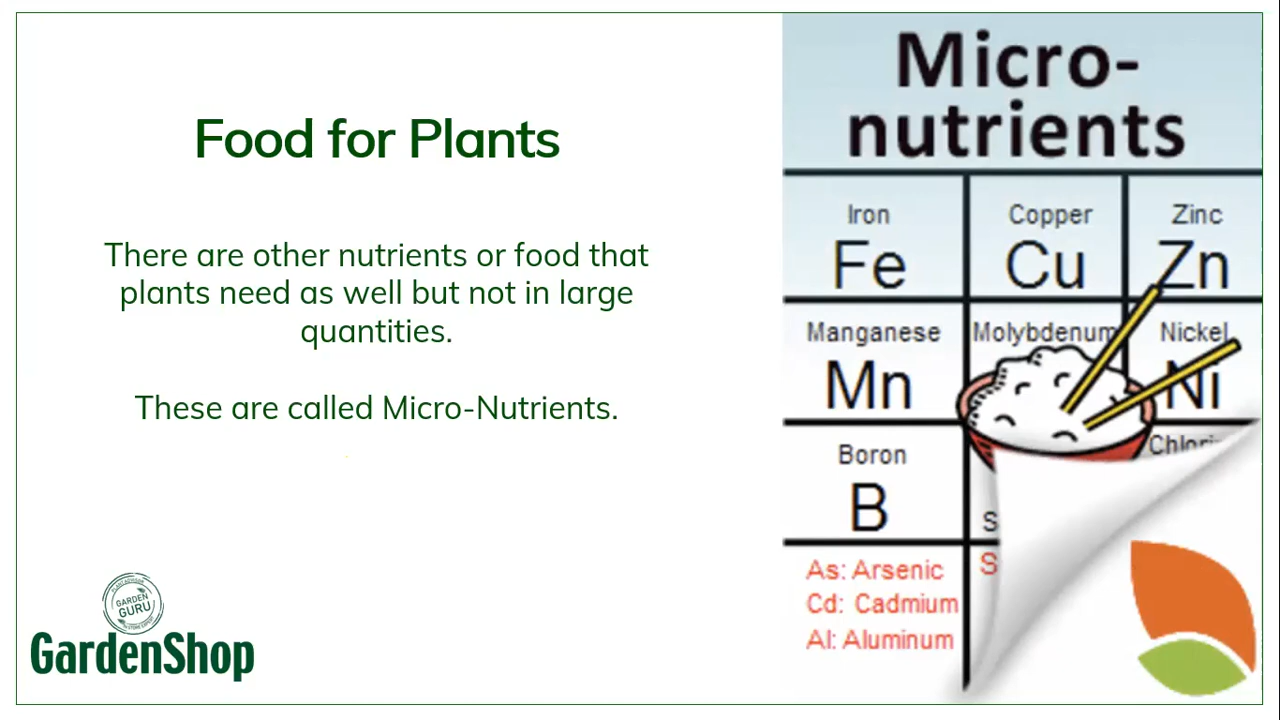 Food for Plants
There are other nutrients or food that
plants need as well but not in large
quantities.
These are called Micro-Nutrients.
GARDEN
GURU
GardenShop
Micro-
nutrients
Iron
Copper
Zinc
Fe
Cu
Zn
Manganese
Molybdenum
Nickel
Mn
Ni
Boron
B
As: Arsenic
Cd: Cadmium
Al: Aluminum